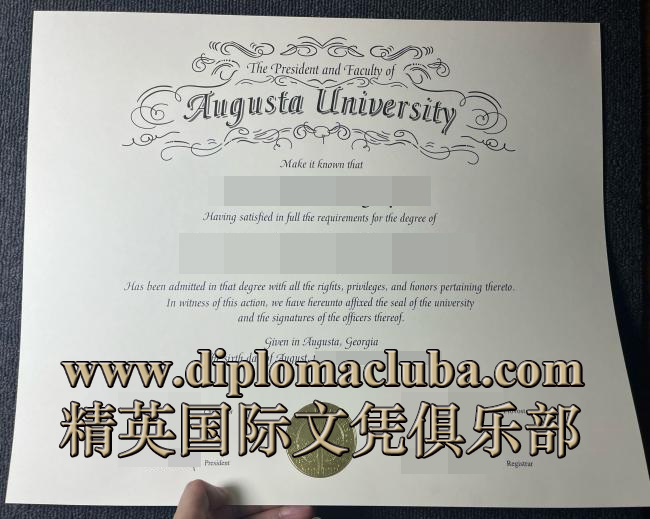 The President and Faculty of
Augusta University
Make it known that
Having satisfied in full the requirements for the degree of
Has been admitted in that degree with all the rights, privileges, and honors pertaining thereto.
In witness of this action, we have hereunto affixed the seal of the university
and the signatures of the officers thereof.
Given in Augusta, Georgia
day of August,
www.diplomacluba.com
精英国际文凭俱乐部
President
Registrar